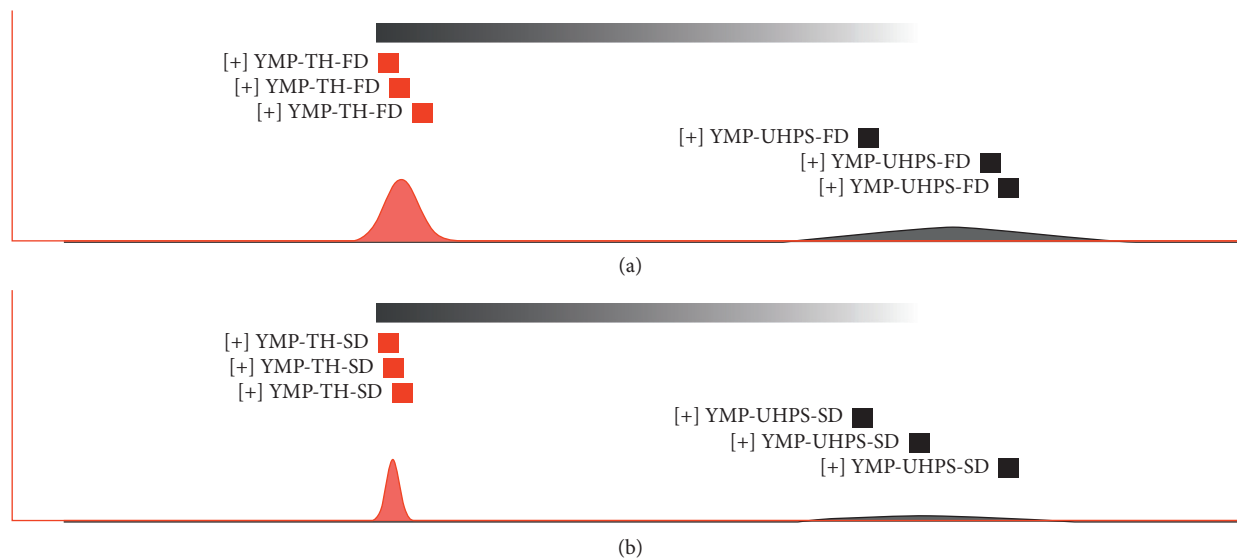 [+] YMP-TH-FD
[+] YMP-TH-FD
[+] YMP-TH-FD
[+] YMP-UHPS-FD
[+] YMP-UHPS-FD
[+] YMP-UHPS-FD
(a)
[+] YMP-TH-SD
[+] YMP-TH-SD
[+] YMP-TH-SD
[+] YMP-UHPS-SD
[+] YMP-UHPS-SD
[+] YMP-UHPS-SD
(b)